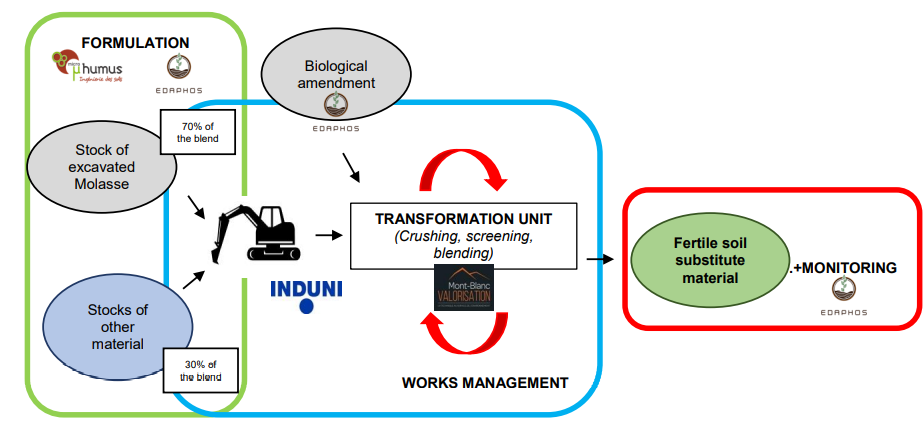 FORMULATION
micro
µhumus
Ingénierie des sols
EDAPHOS
Biological
amendment
EDAPHOS
70% of
the blend
Stock of
excavated
Molasse
TRANSFORMATION UNIT
(Crushing, screening,
blending)
Mont-Blanc
VALORISATION
INDUNI
Stocks of
other
material
30% of
the blend
WORKS MANAGEMENT
Fertile soil
substitute
material
.+MONITORING
EDAPHOS